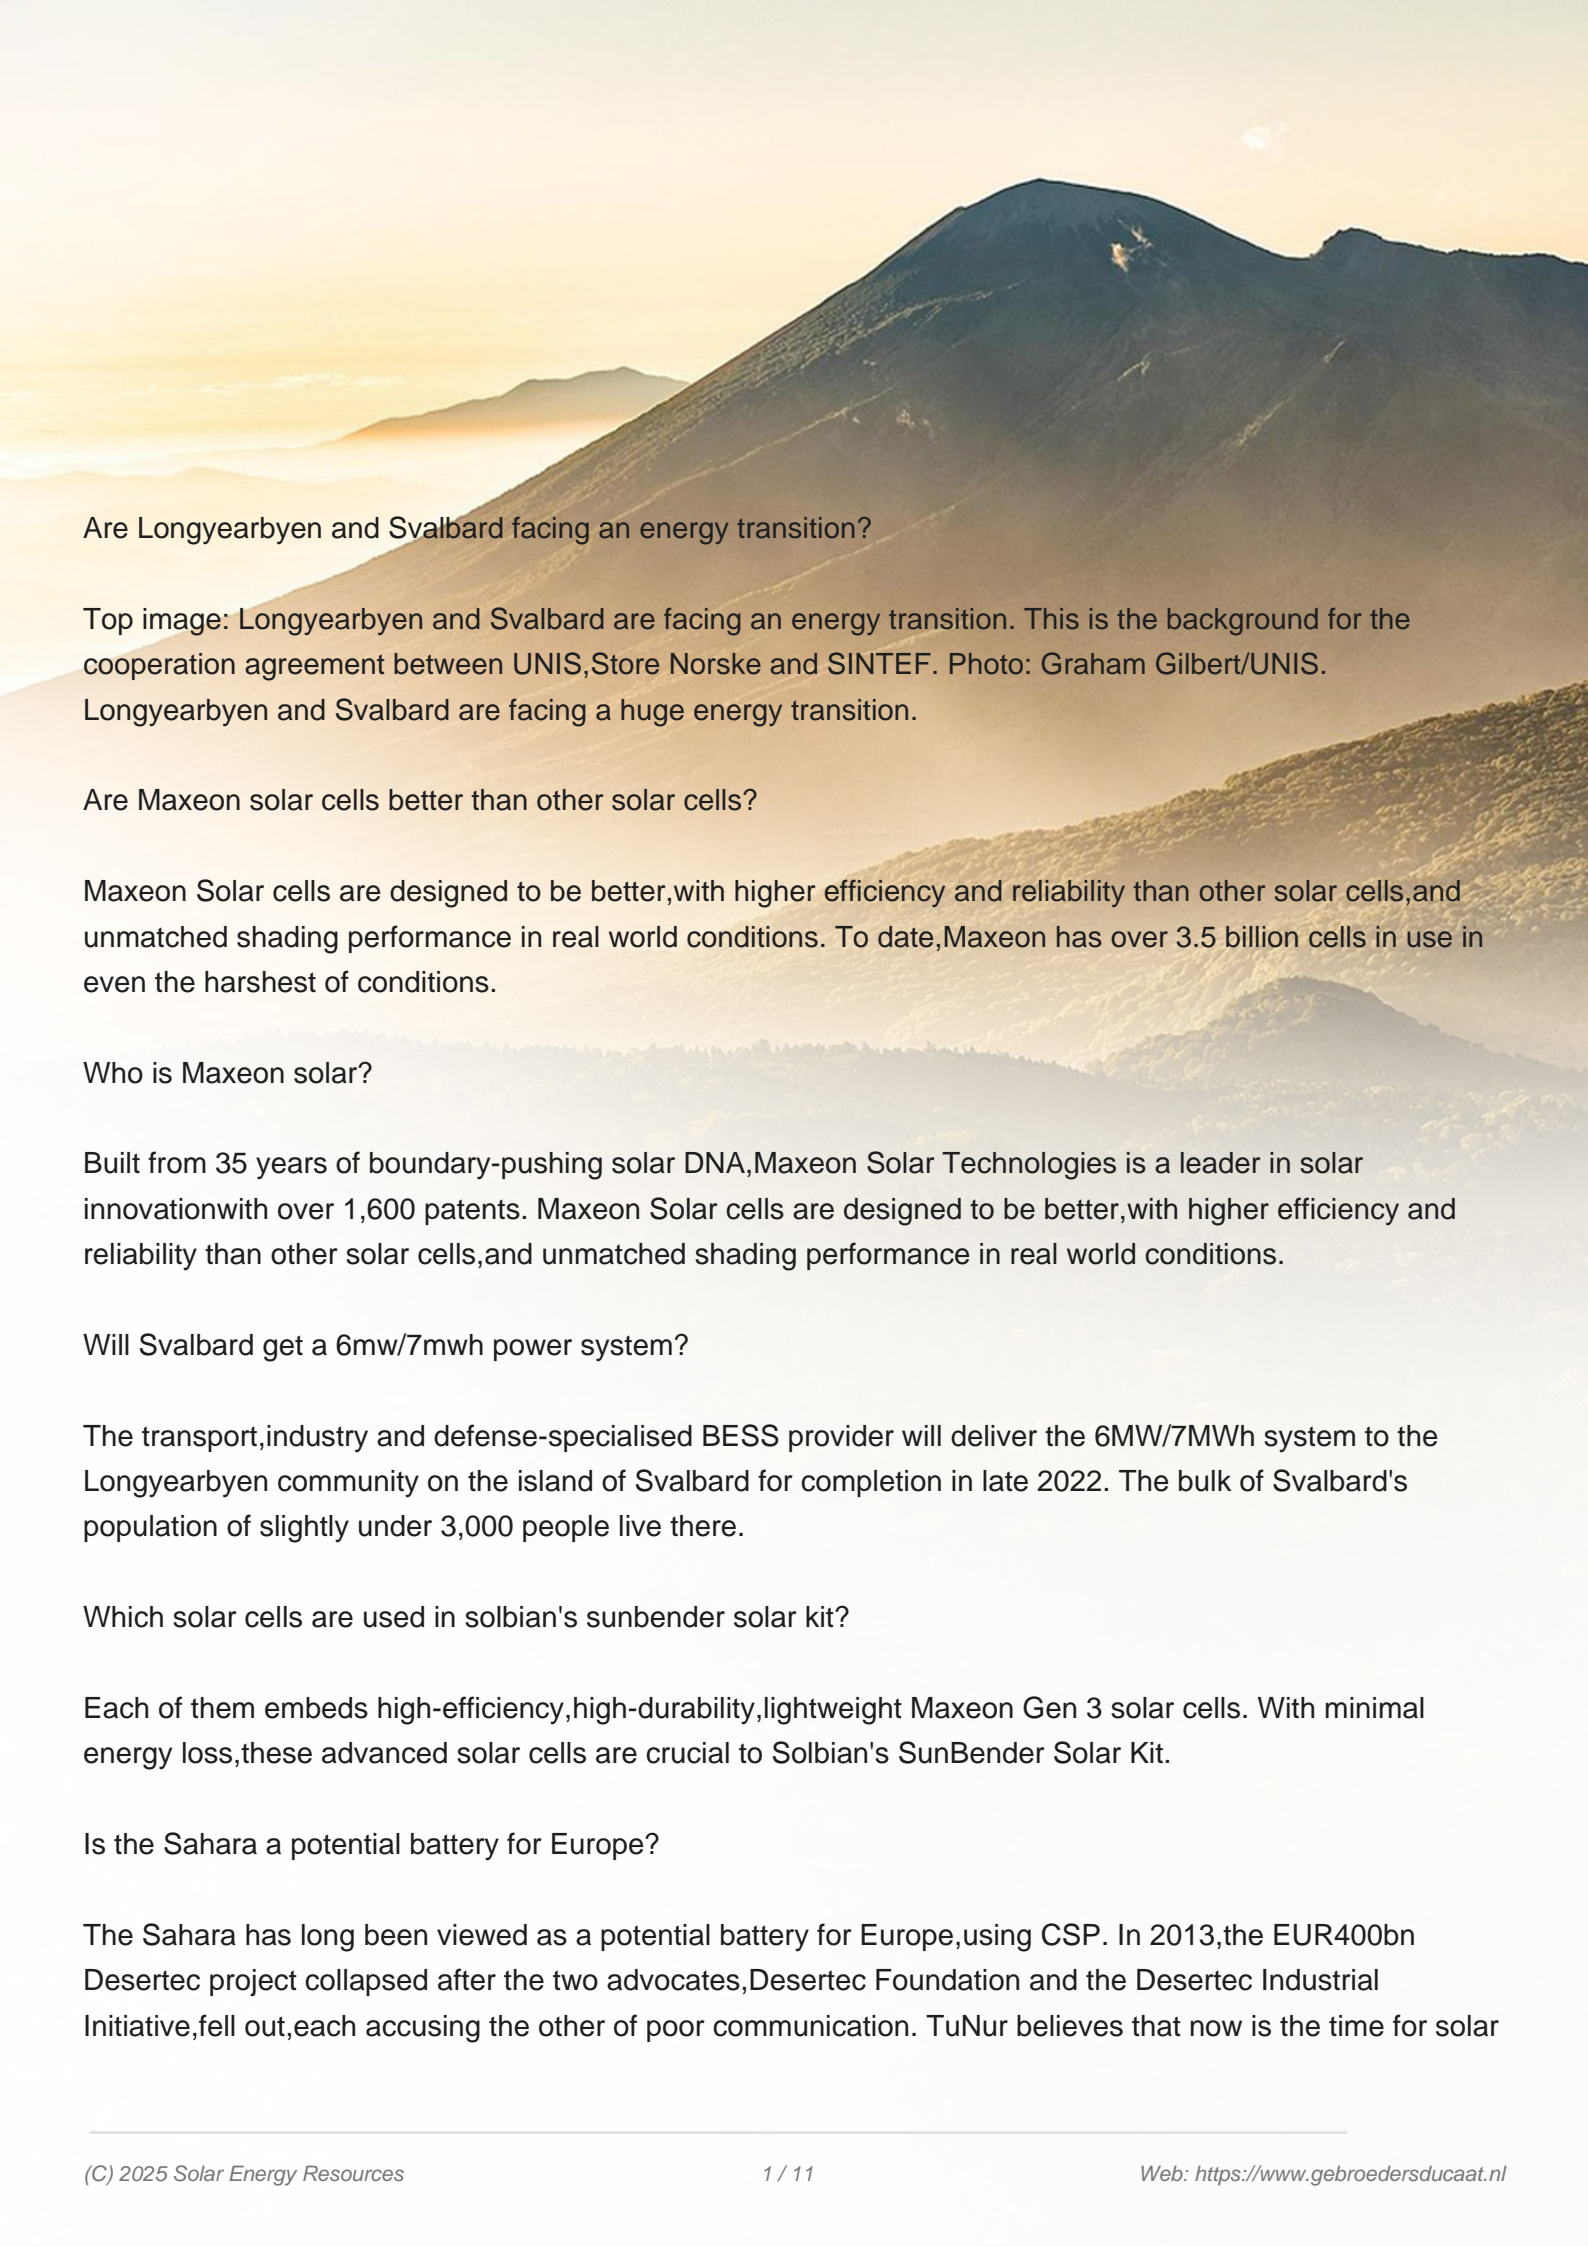 Are Longyearbyen and Svalbard facing an energy transition?
Top image: Longyearbyen and Svalbard are facing an energy transition. This is the background for the
cooperation agreement between UNIS,Store Norske and SINTEF. Photo: Graham Gilbert/UNIS.
Longyearbyen and Svalbard are facing a huge energy transition.
Are Maxeon solar cells better than other solar cells?
Maxeon Solar cells are designed to be better,with higher efficiency and reliability than other solar cells,and
unmatched shading performance in real world conditions. To date,Maxeon has over 3.5 billion cells in use in
even the harshest of conditions.
Who is Maxeon solar?
Built from 35 years of boundary-pushing solar DNA,Maxeon Solar Technologies is a leader in solar
innovationwith over 1,600 patents. Maxeon Solar cells are designed to be better,with higher efficiency and
reliability than other solar cells,and unmatched shading performance in real world conditions.
Will Svalbard get a 6mw/7mwh power system?
The transport,industry and defense-specialised BESS provider will deliver the 6MW/7MWh system to the
Longyearbyen community on the island of Svalbard for completion in late 2022. The bulk of Svalbard's
population of slightly under 3,000 people live there.
Which solar cells are used in solbian's sunbender solar kit?
Each of them embeds high-efficiency,high-durability,lightweight Maxeon Gen 3 solar cells. With minimal
energy loss,these advanced solar cells are crucial to Solbian's SunBender Solar Kit.
Is the Sahara a potential battery for Europe?
The Sahara has long been viewed as a potential battery for Europe,using CSP. In 2013,the EUR400bn
Desertec project collapsed after the two advocates,Desertec Foundation and the Desertec Industrial
Initiative,fell out,each accusing the other of poor communication. TuNur believes that now is the time for solar
(C) 2025 Solar Energy Resources
1 / 11
Web: https://www.gebroedersducaat.nl